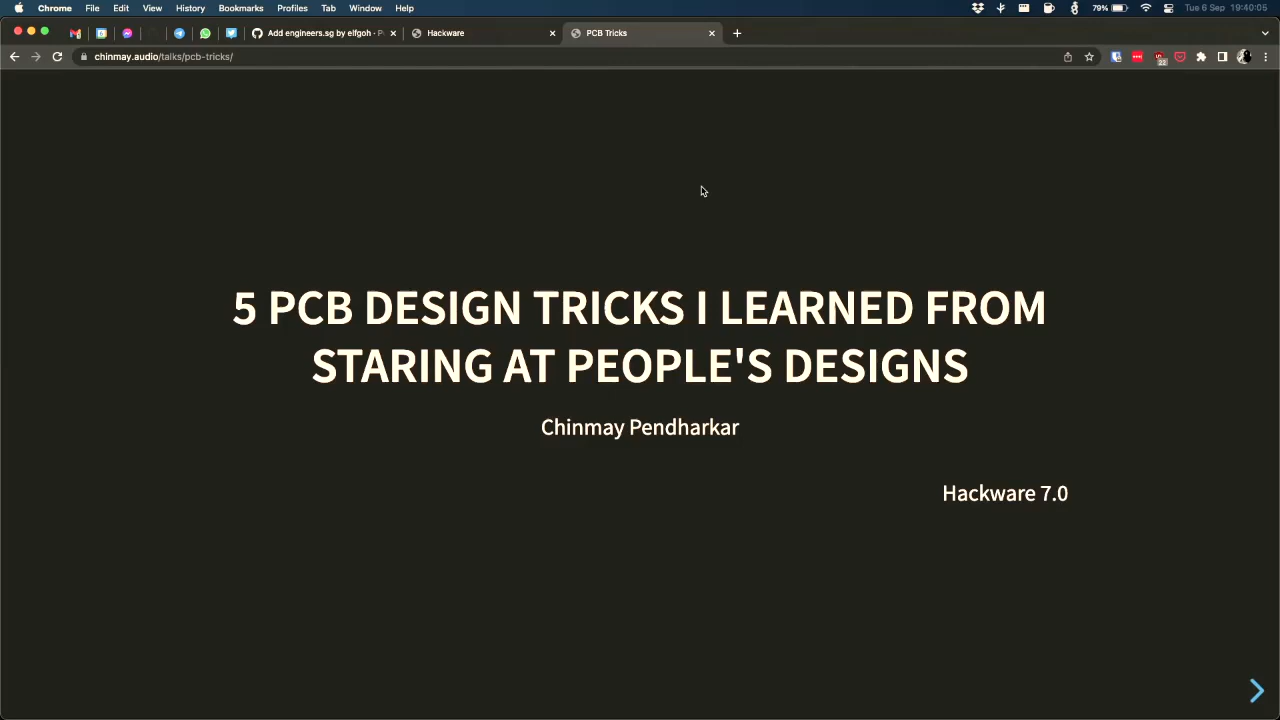 Chrome File Edit View History Bookmarks Profiles Window Tab Help
79% Tue 6 Sep 19:40:05
Add engineers.sg by elfgoh · P
Hackware
PCB Tricks
chinmay.audio/talks/pcb-tricks/
22
5 PCB DESIGN TRICKS I LEARNED FROM
STARING AT PEOPLE'S DESIGNS
Chinmay Pendharkar
Hackware 7.0